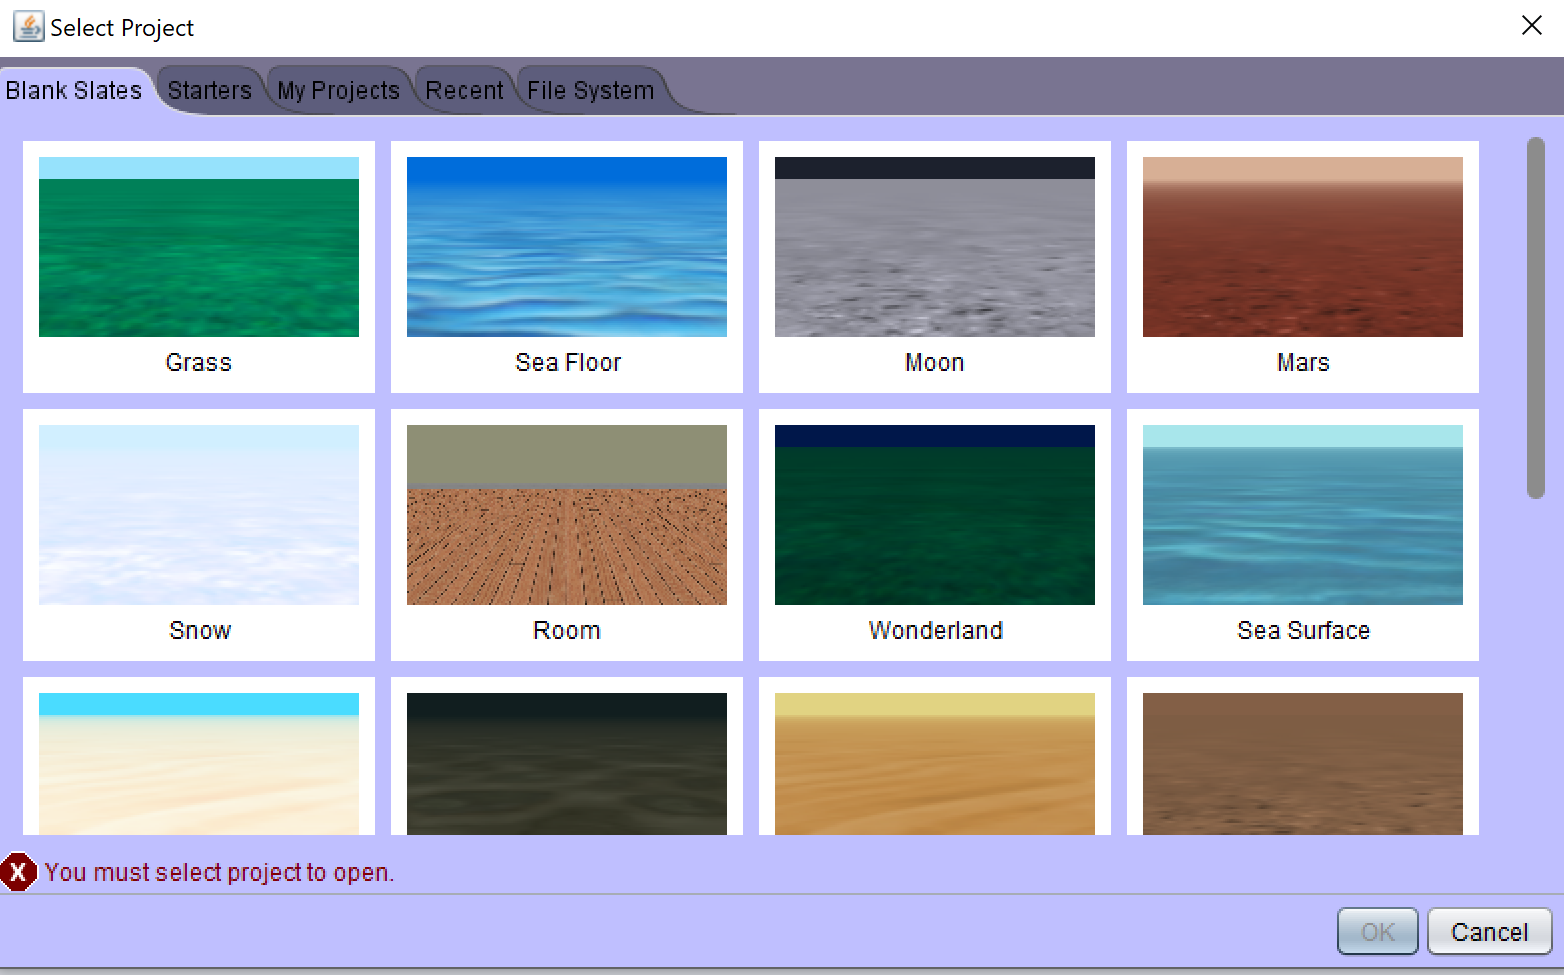 Select Project
Blank Slates Starters My Projects Recent File System
Grass Sea Floor Moon Mars
Snow Room Wonderland Sea Surface
X You must select project to open.
OK Cancel